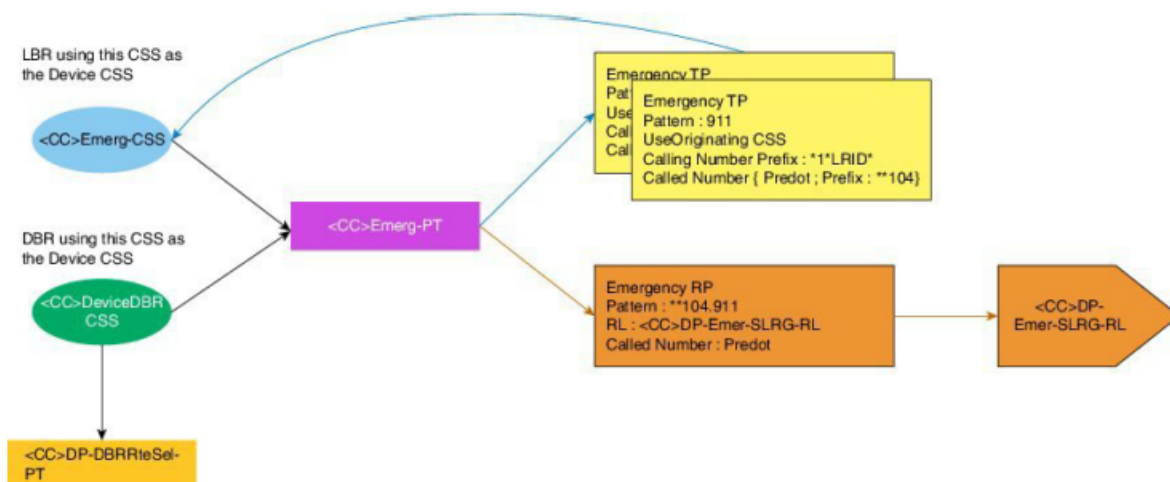 LBR using this CSS as
the Device CSS
<CC>Emerg-CSS
DBR using this CSS as
the Device CSS
<CC>DeviceDBR
CSS
<CC>DP-DBRRteSel-
PT
<CC>Emerg-PT
Emergency TP
Emergency TP
Pattern : 911
UseOriginating CSS
Calling Number Prefix : *1*LRID*
Called Number { Predot ; Prefix : **104}
Emergency RP
Pattern : **104.911
RL : <CC>DP-Emer-SLRG-RL
Called Number : Predot
<CC>DP-
Emer-SLRG-RL